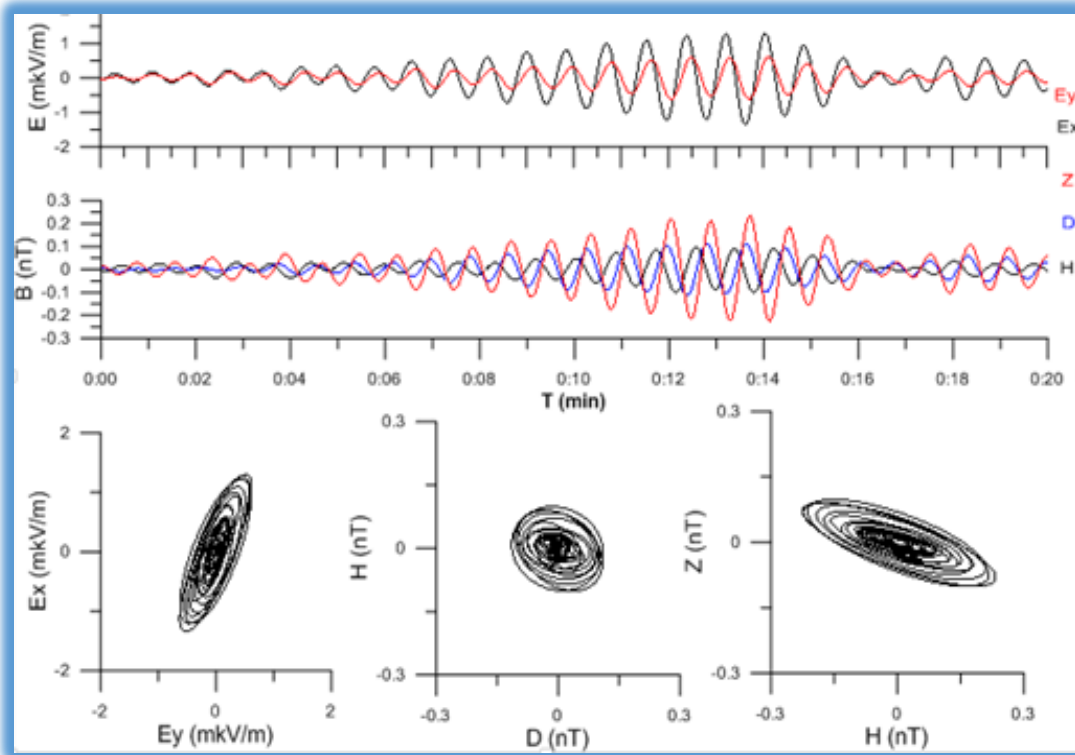 E (mkV/m)
1
0
-1
-2
Ey
Ex
B (nT)
0.3
0.2
0.1
0
-0.1
-0.2
-0.3
Z
D
H
0:00 0:02 0:04 0:06 0:08 0:10 0:12 0:14 0:16 0:18 0:20
T (min)
Ex (mkV/m)
2
0
-2
-2 0 2
Ey (mkV/m)
H (nT)
0.3
0
-0.3
-0.3 0 0.3
D (nT)
Z (nT)
0.3
0
-0.3
-0.3 0 0.3
H (nT)